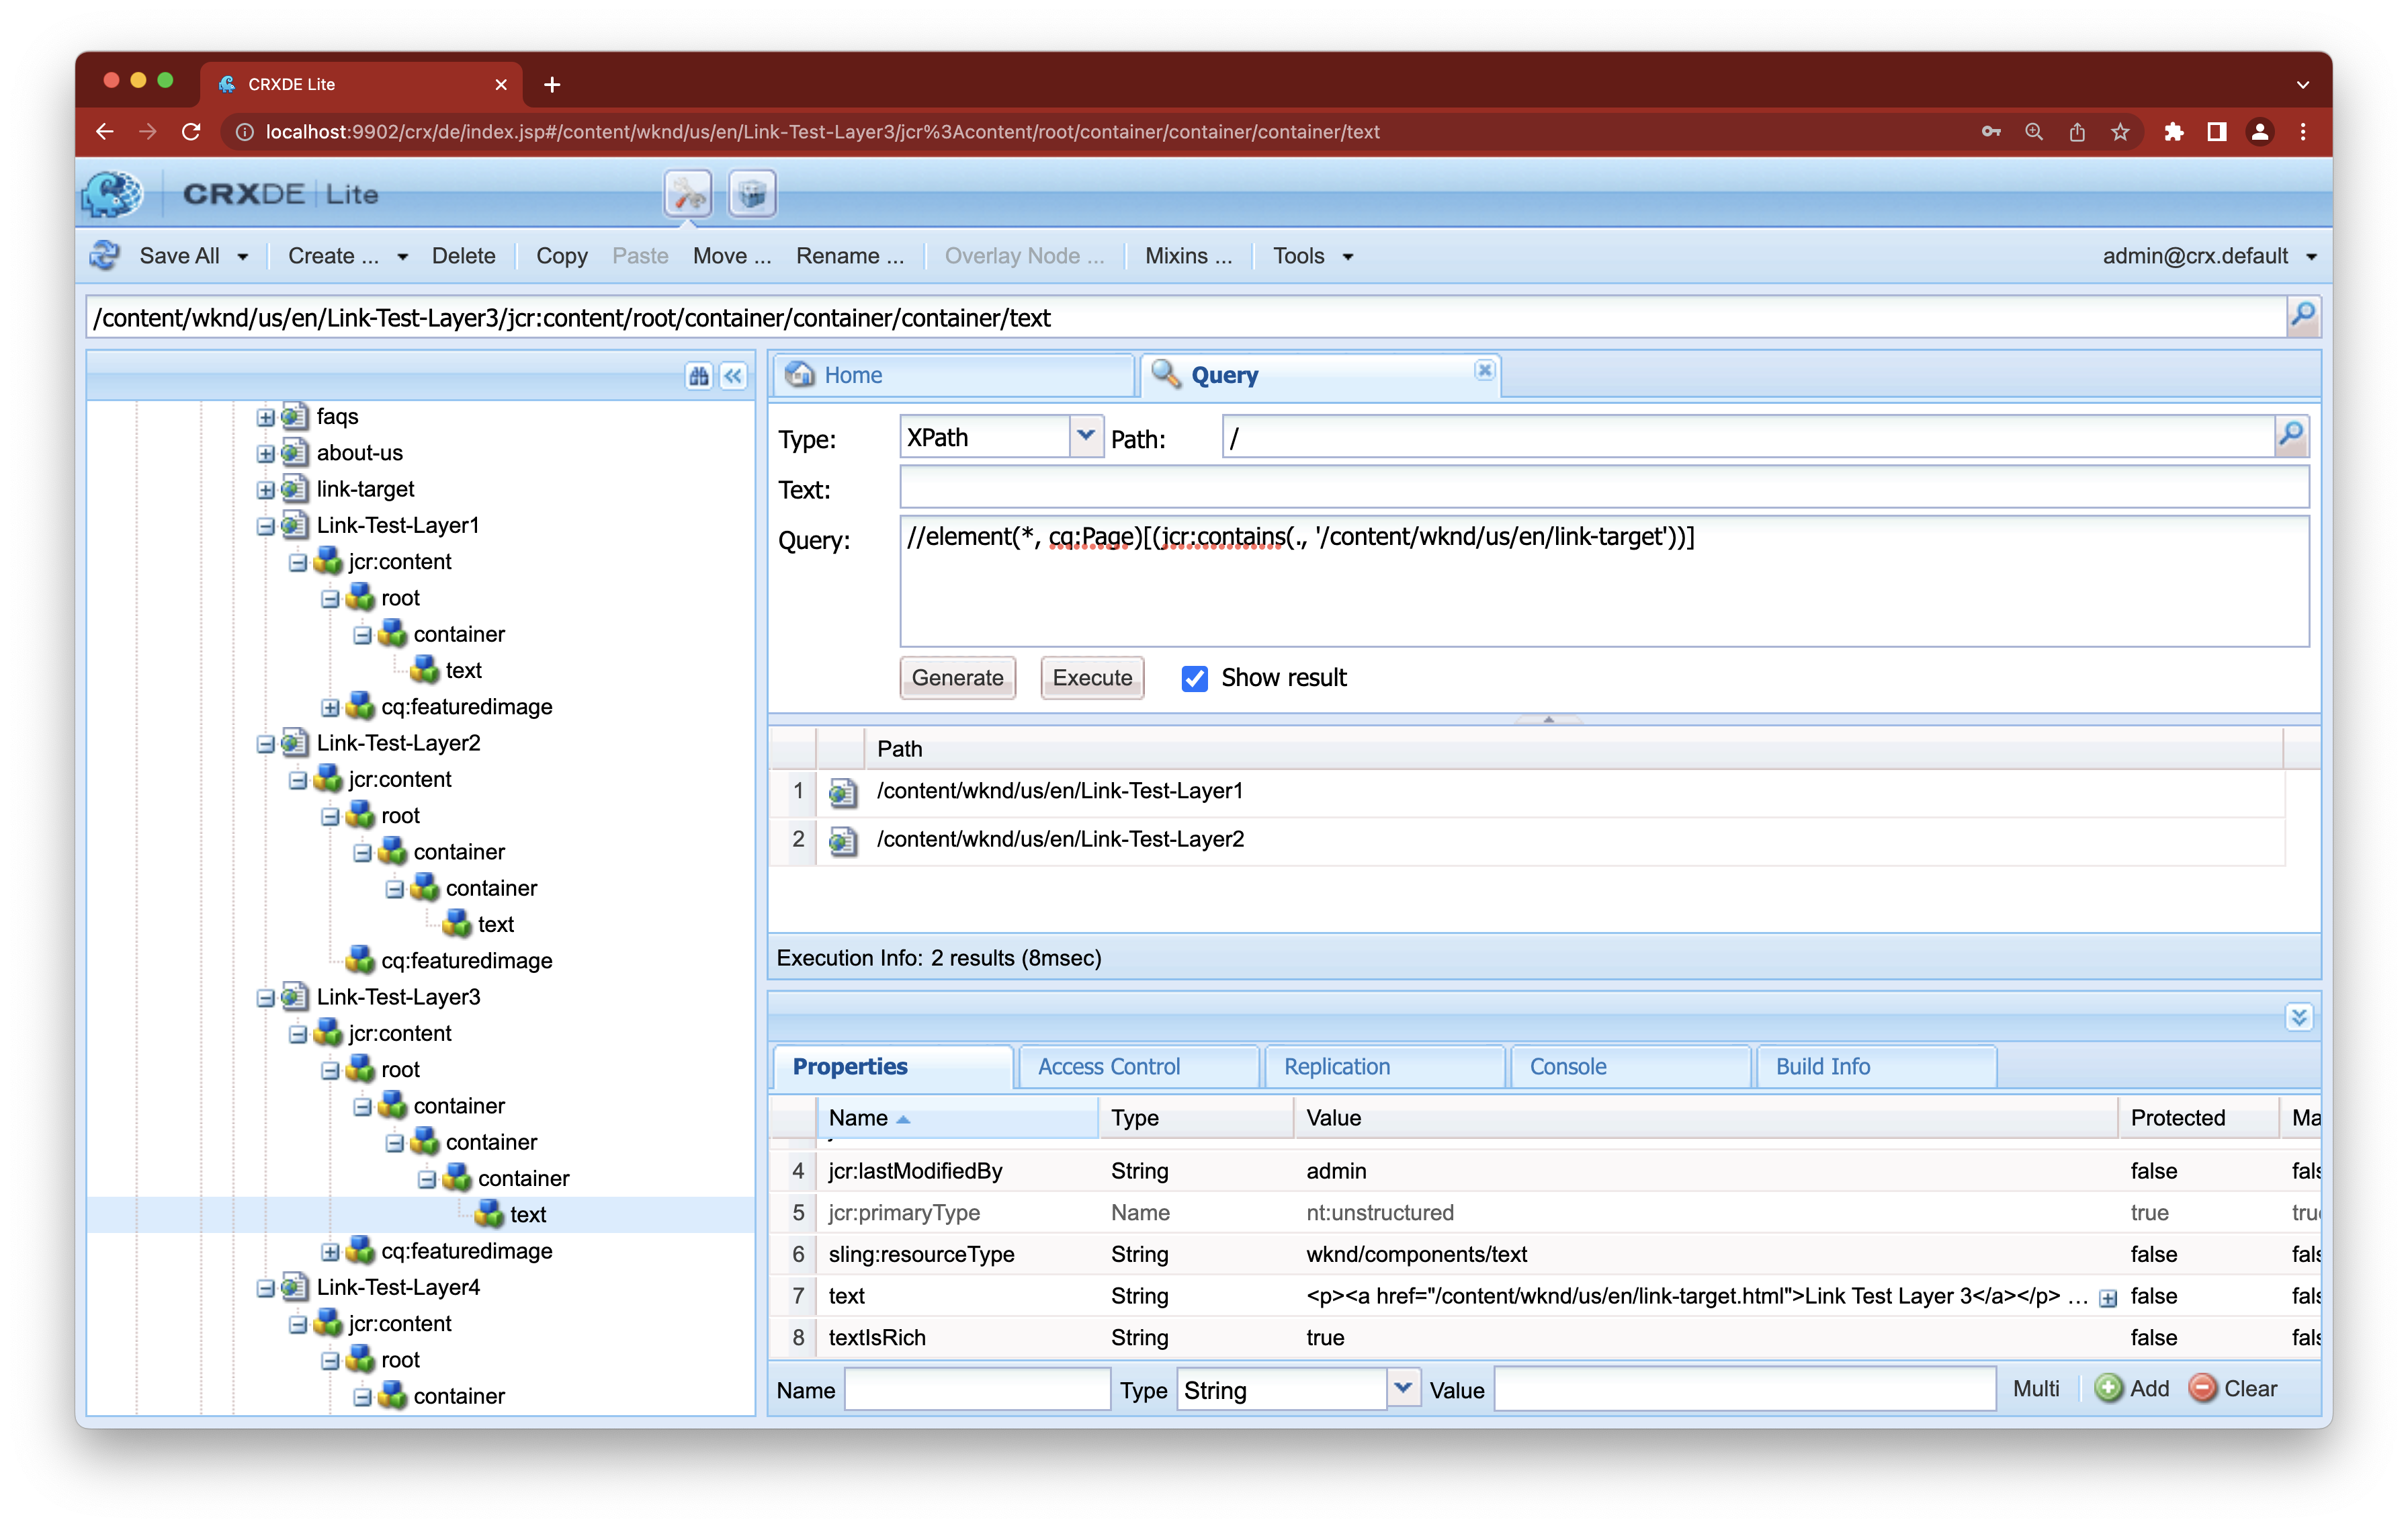 CRXDE Lite
localhost:9902/crx/de/index.jsp#/content/wknd/us/en/Link-Test-Layer3/jcr%3Acontent/root/container/container/container/text
CRXDE Lite
Save All Create ... Delete Copy Paste Move ... Rename ... Overlay Node ... Mixins ... Tools admin@crx.default
/content/wknd/us/en/Link-Test-Layer3/jcr:content/root/container/container/container/text
faqs
about-us
link-target
Link-Test-Layer1
jcr:content
root
container
text
cq:featuredimage
Link-Test-Layer2
jcr:content
root
container
container
text
cq:featuredimage
Link-Test-Layer3
jcr:content
root
container
container
container
text
cq:featuredimage
Link-Test-Layer4
jcr:content
root
container
Home Query
Type: XPath Path: /
Text:
Query: //element(*, cq:Page)[(jcr:contains(., '/content/wknd/us/en/link-target'))]
Generate Execute Show result
Path
1 /content/wknd/us/en/Link-Test-Layer1
2 /content/wknd/us/en/Link-Test-Layer2
Execution Info: 2 results (8msec)
Properties Access Control Replication Console Build Info
Name Type Value Protected Ma
4 jcr:lastModifiedBy String admin false fals
5 jcr:primaryType Name nt:unstructured true tru
6 sling:resourceType String wknd/components/text false fals
7 text String <p><a href="/content/wknd/us/en/link-target.html">Link Test Layer 3</a></p> ... false fals
8 textIsRich String true false fals
Name Type String Value Multi Add Clear